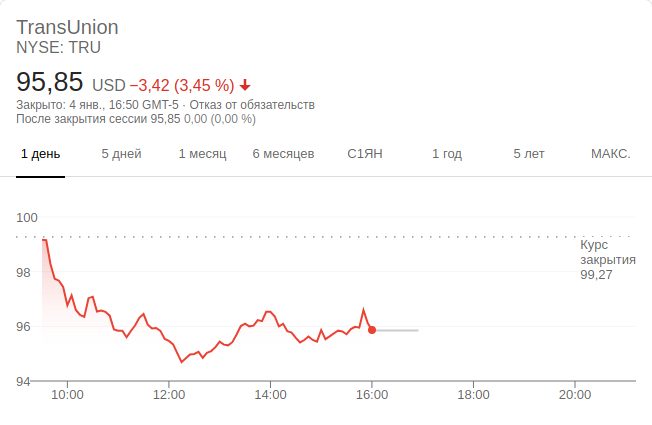 TransUnion
NYSE: TRU
95,85 USD −3,42 (3,45 %)
Закрыто: 4 янв., 16:50 GMT-5 · Отказ от обязательств
После закрытия сессии 95,85 0,00 (0,00 %)
1 день 5 дней 1 месяц 6 месяцев С1ЯН 1 год 5 лет МАКС.
100
Курс
закрытия
99,27
98
96
94
10:00 12:00 14:00 16:00 18:00 20:00